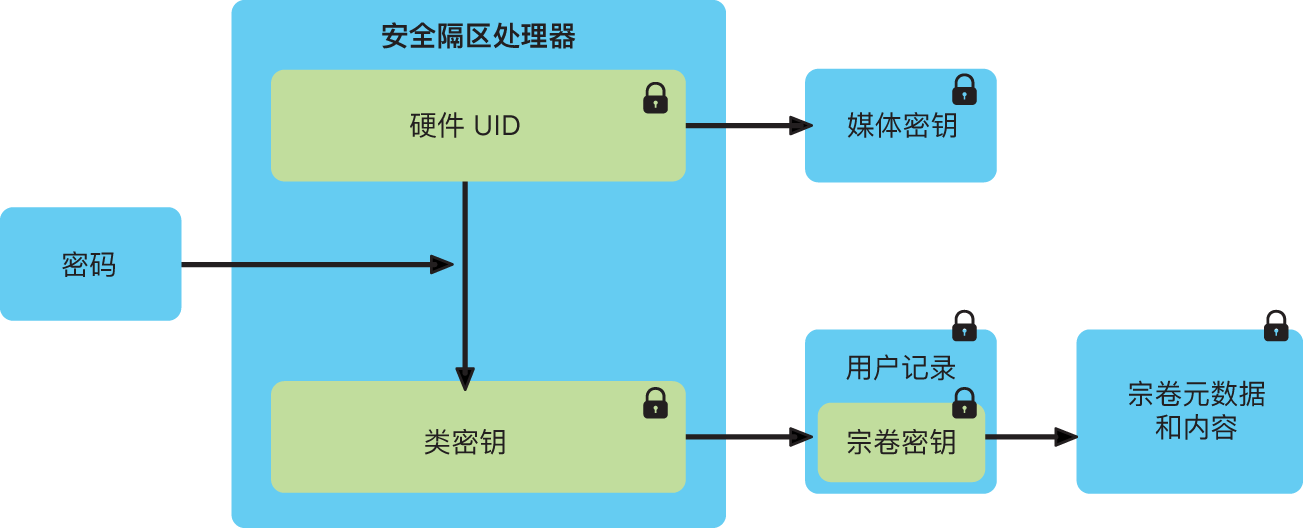 安全隔区处理器
硬件 UID
媒体密钥
密码
类密钥
用户记录
宗卷密钥
宗卷元数据
和内容